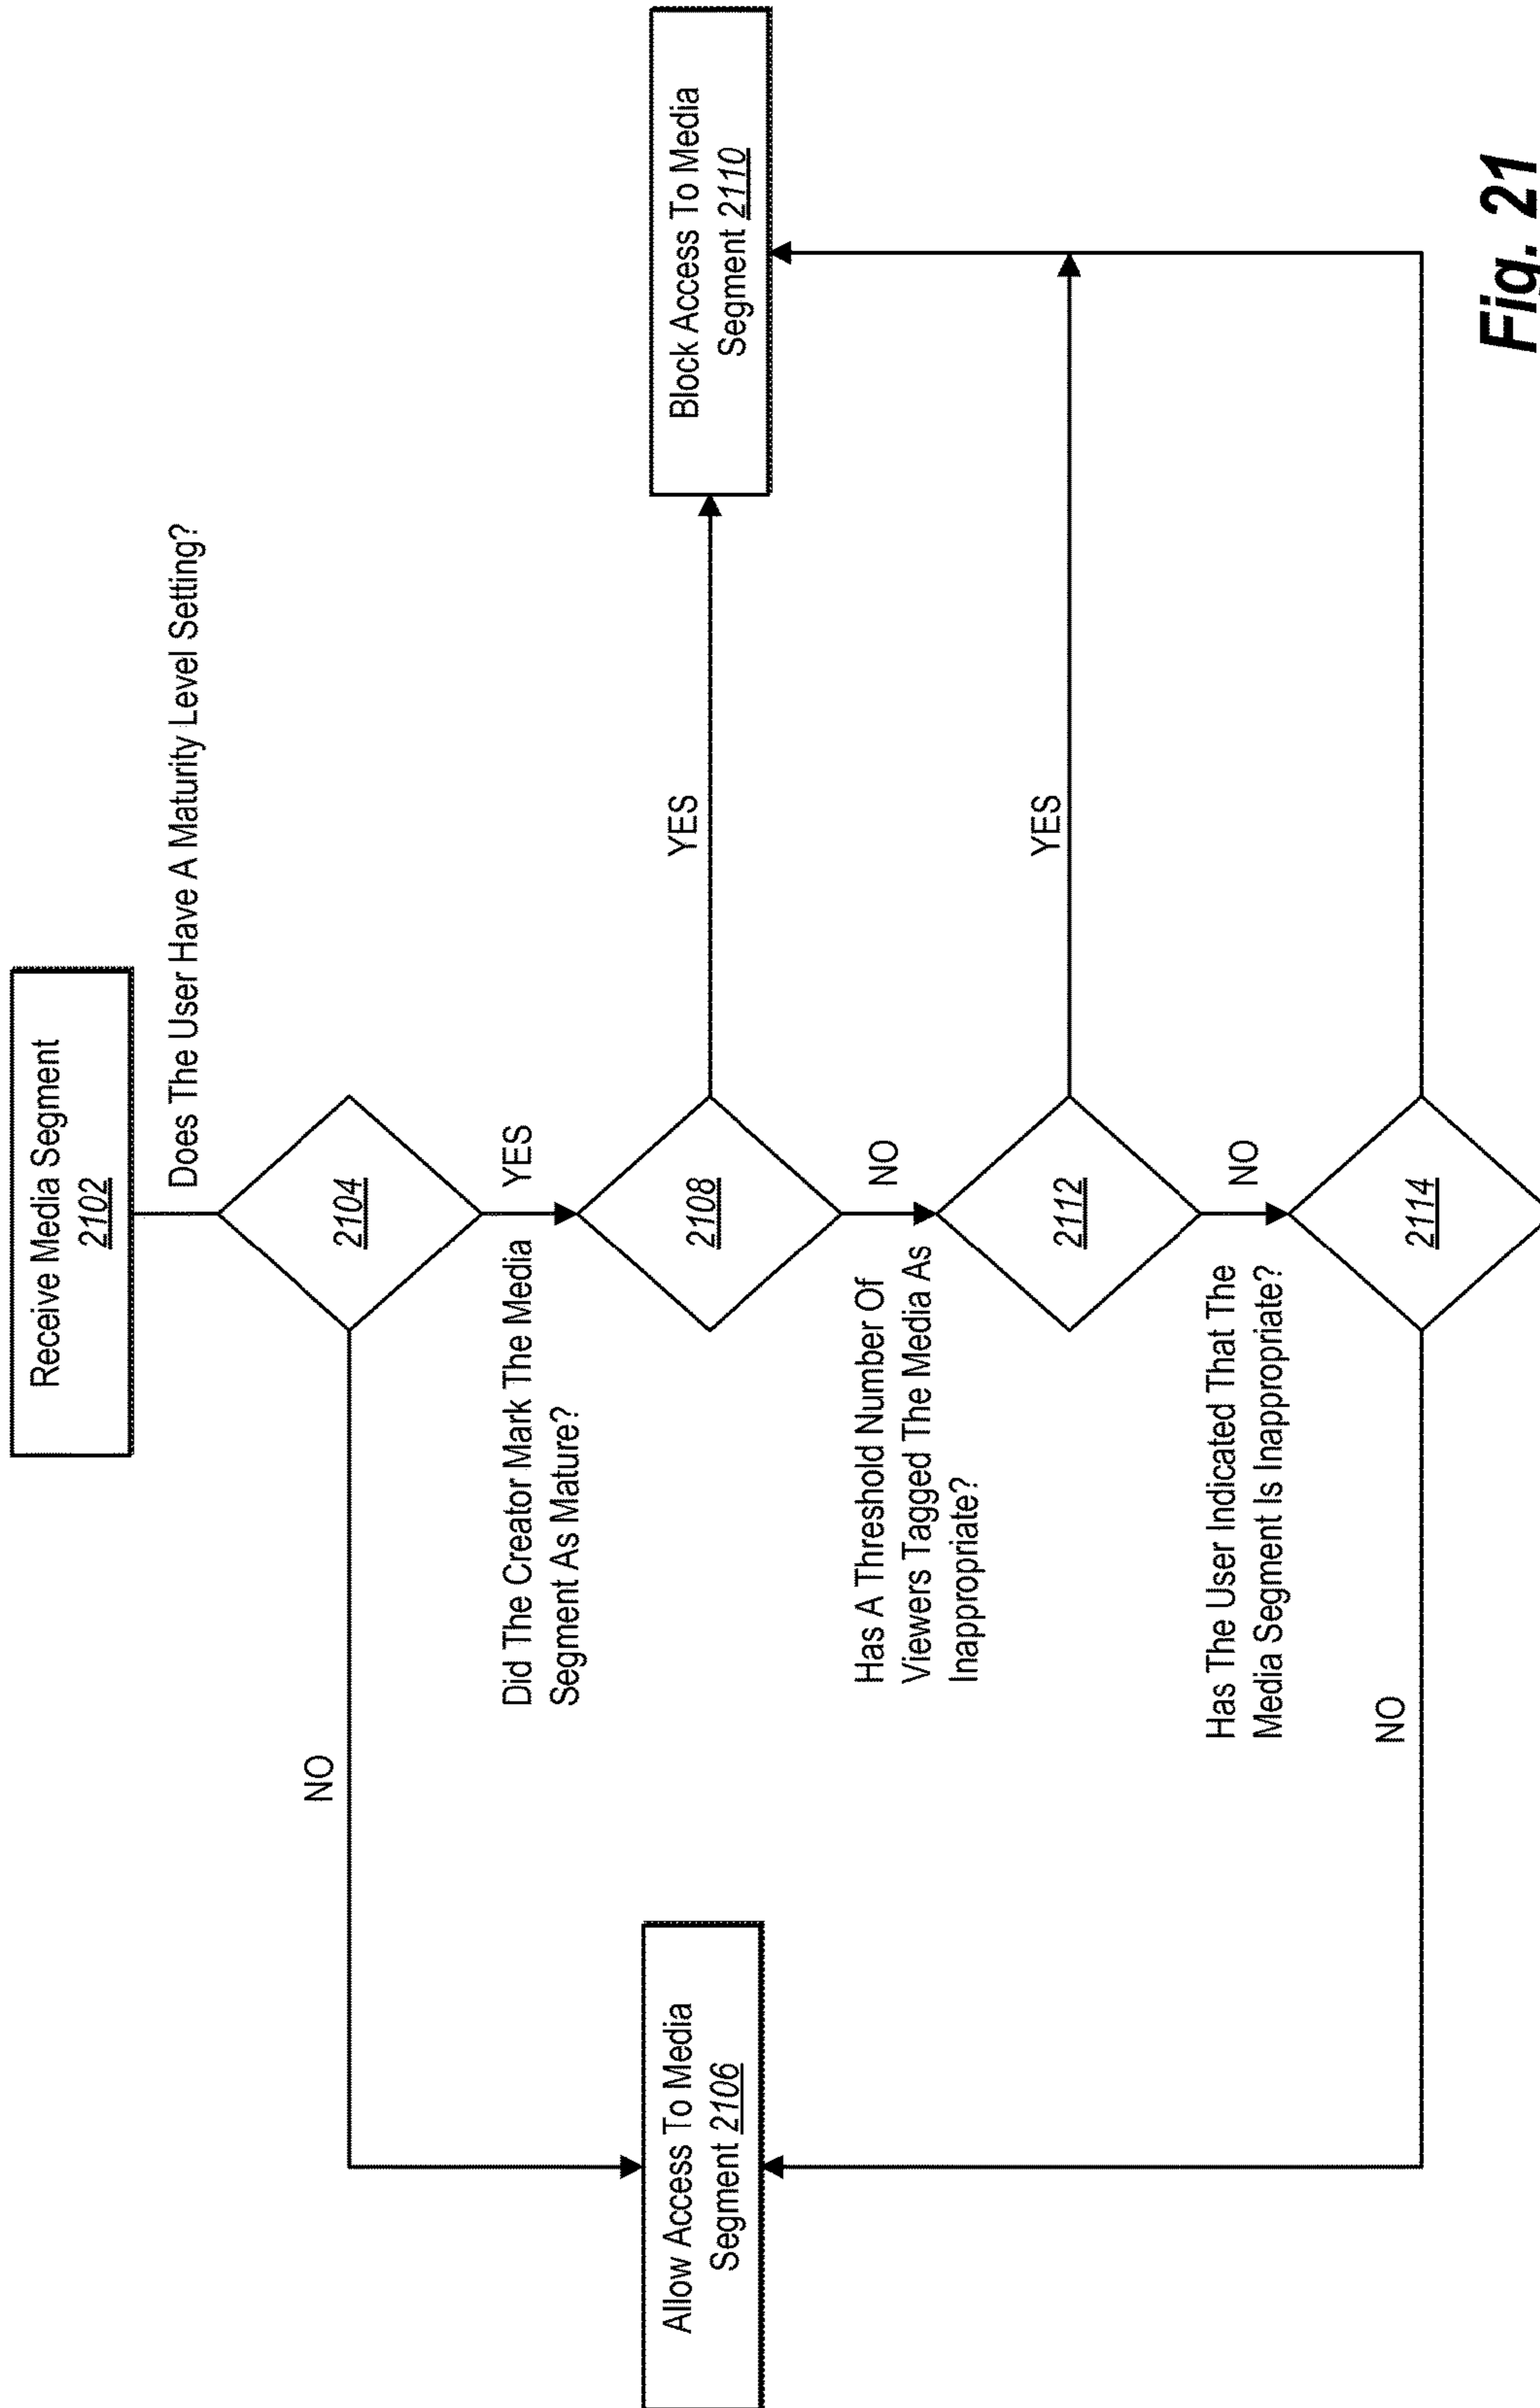 Receive Media Segment
2102
Does The User Have A Maturity Level Setting?
2104
NO
YES
Did The Creator Mark The Media
Segment As Mature?
2108
YES
Allow Access To Media
Segment 2106
Block Access To Media
Segment 2110
NO
Has A Threshold Number Of
Viewers Tagged The Media As
Inappropriate?
2112
YES
NO
Has The User Indicated That The
Media Segment Is Inappropriate?
2114
NO
Fig. 21